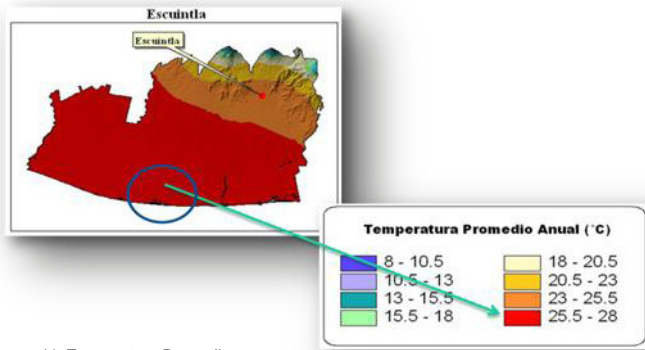 Escuintla
Escuintla
Temperatura Promedio Anual (°C)
8 - 10.5
10.5 - 13
13 - 15.5
15.5 - 18
18 - 20.5
20.5 - 23
23 - 25.5
25.5 - 28